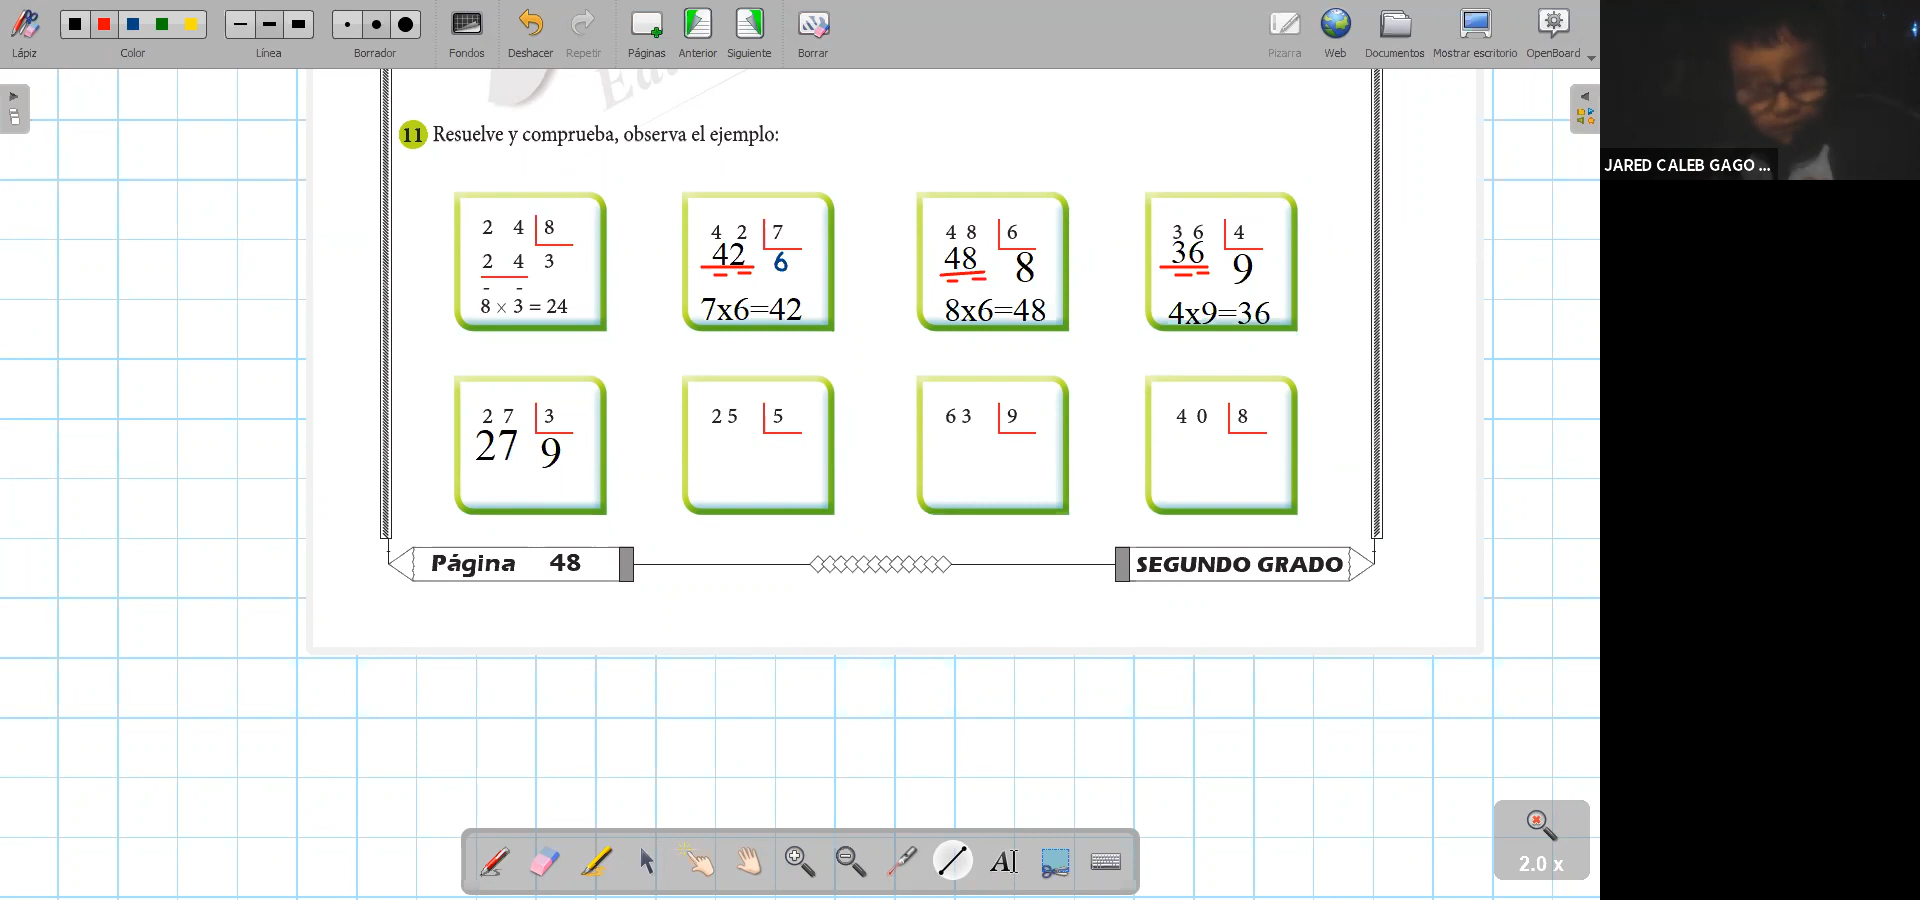 Lápiz
Color
Línea
Borrador
Fondos
Deshacer
Repetir
Páginas
Anterior
Siguiente
Borrar
Pizarra
Web
Documentos
Mostrar escritorio
OpenBoard
JARED CALEB GAGO ...
11 Resuelve y comprueba, observa el ejemplo:
2 4 8
2 4 3
- -
8 × 3 = 24
4 2 7
42 6
7x6=42
4 8 6
48 8
8x6=48
3 6 4
36 9
4x9=36
2 7 3
27 9
2 5 5
6 3 9
4 0 8
Página 48
SEGUNDO GRADO
2.0 x